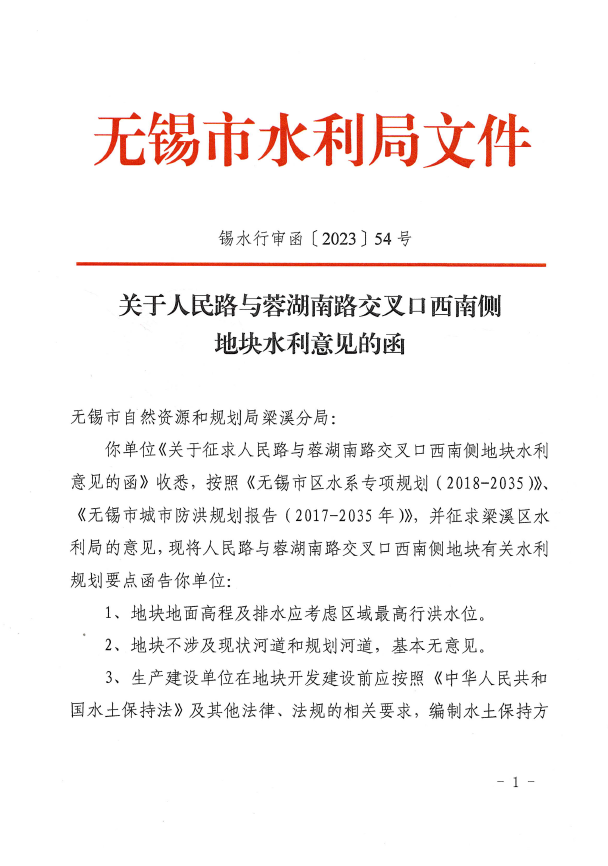 无锡市水利局文件
锡水行审函〔2023〕54号
关于人民路与蓉湖南路交叉口西南侧
地块水利意见的函
无锡市自然资源和规划局梁溪分局：
你单位《关于征求人民路与蓉湖南路交叉口西南侧地块水利
意见的函》收悉，按照《无锡市区水系专项规划（2018-2035）》、
《无锡市城市防洪规划报告（2017-2035年）》，并征求梁溪区水
利局的意见，现将人民路与蓉湖南路交叉口西南侧地块有关水利
规划要点函告你单位：
1、地块地面高程及排水应考虑区域最高行洪水位。
2、地块不涉及现状河道和规划河道，基本无意见。
3、生产建设单位在地块开发建设前应按照《中华人民共和
国水土保持法》及其他法律、法规的相关要求，编制水土保持方
- 1 -